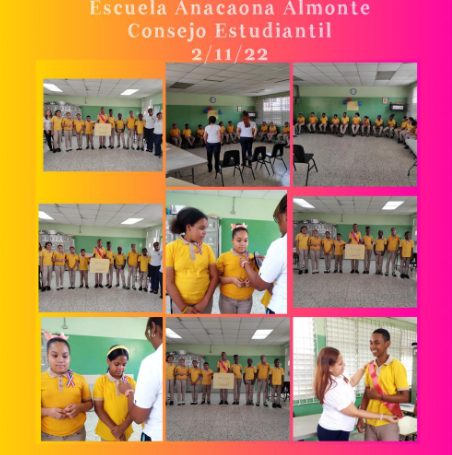 Escuela Anacaona Almonte
Consejo Estudiantil
2/11/22